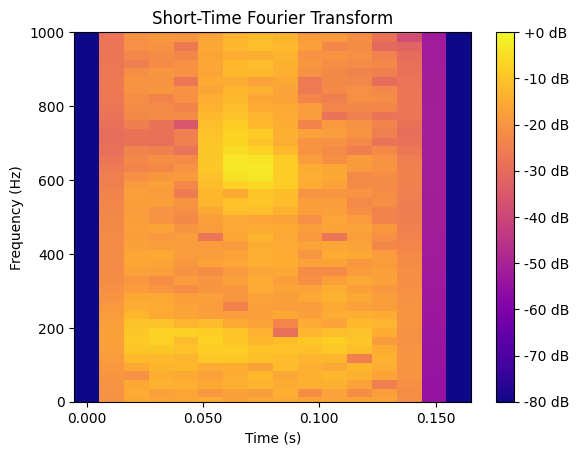 Short-Time Fourier Transform
1000
800
600
400
200
0
Frequency (Hz)
0.000
0.050
0.100
0.150
Time (s)
+0 dB
-10 dB
-20 dB
-30 dB
-40 dB
-50 dB
-60 dB
-70 dB
-80 dB